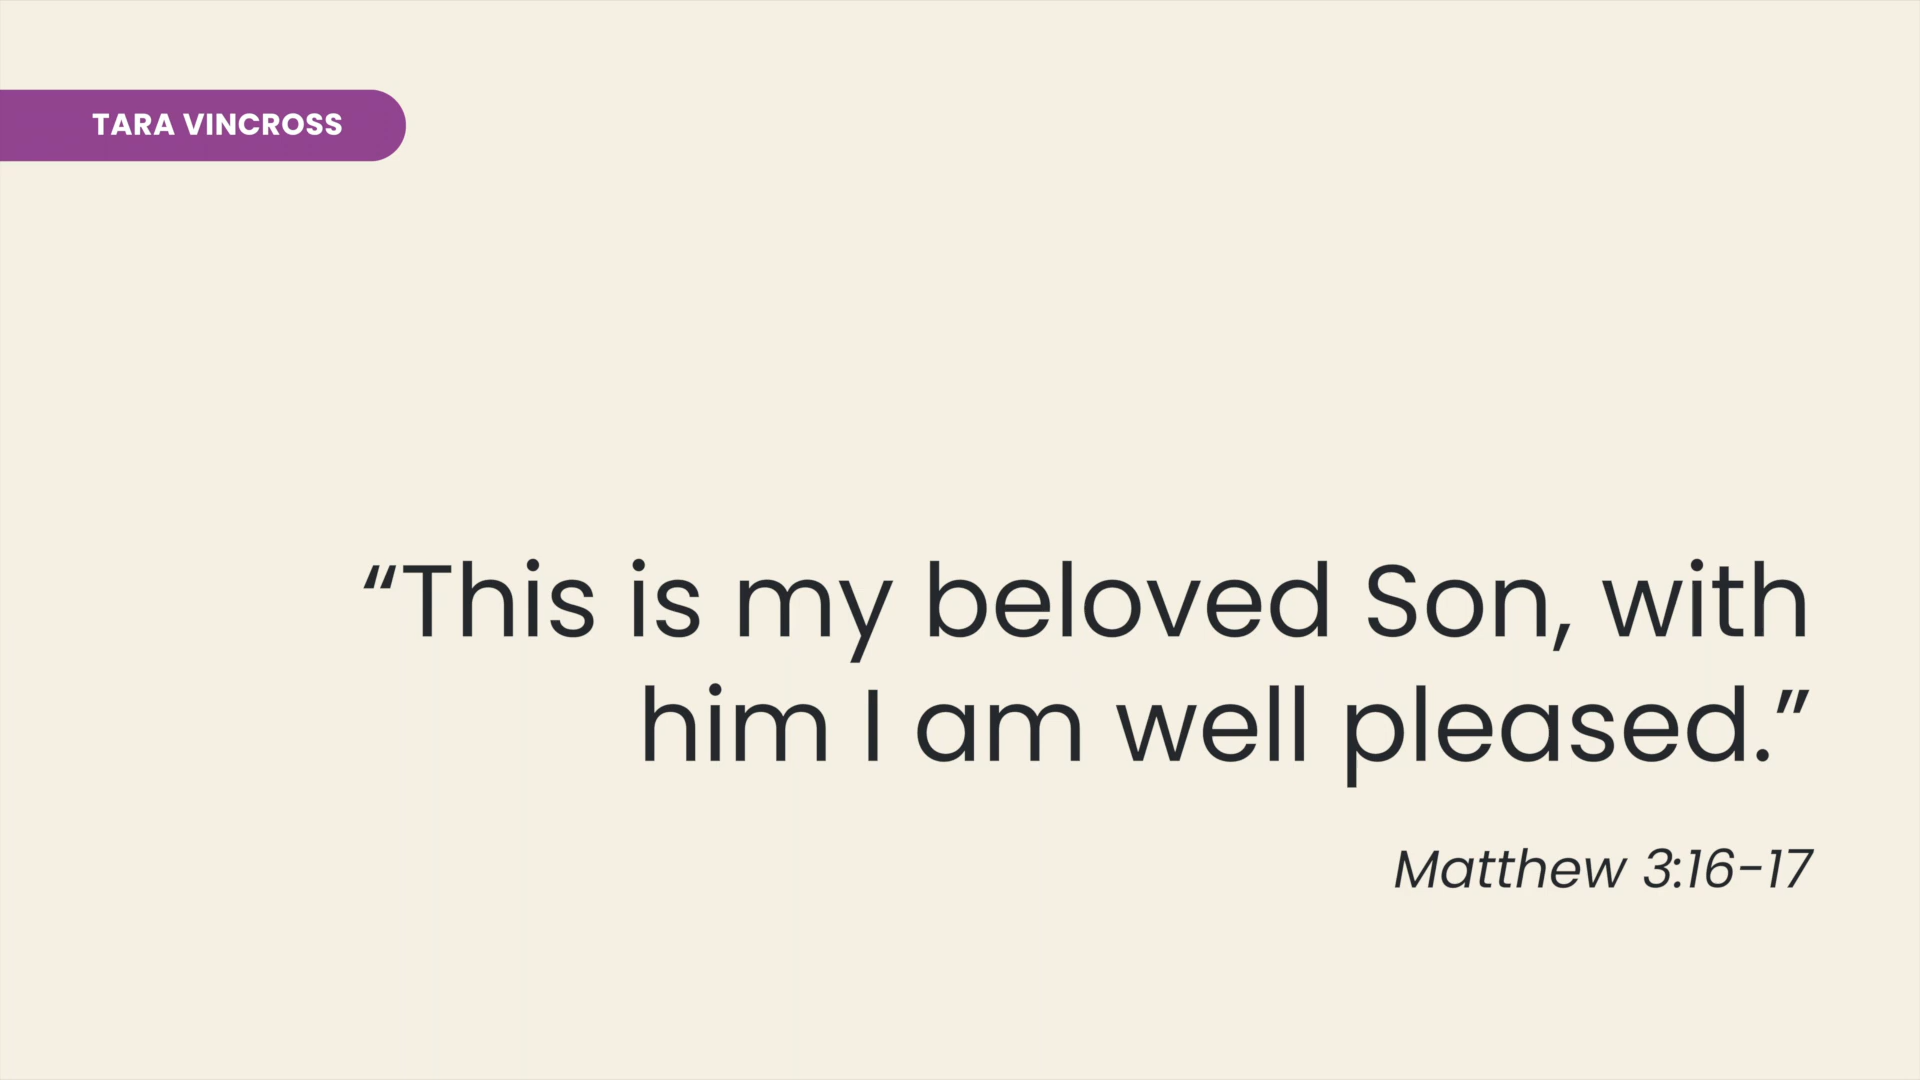 TARA VINCROSS
“This is my beloved Son, with
him I am well pleased.”
Matthew 3:16-17